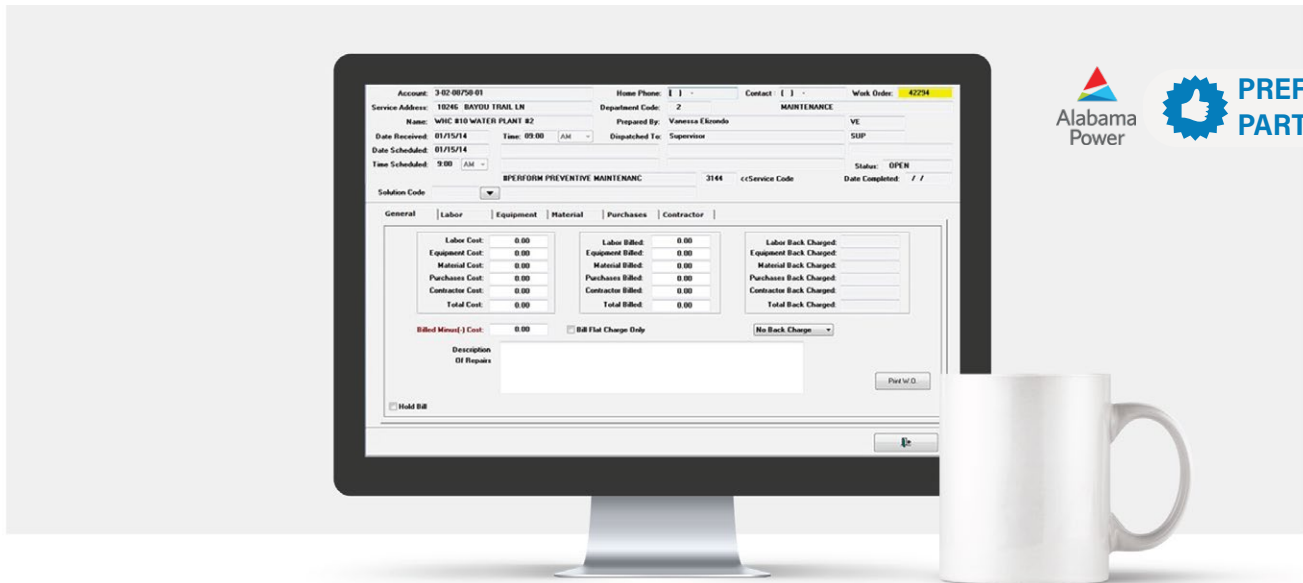 Account: 3-02-00750-01 Home Phone: [ ] - Contact: [ ] - Work Order: 42294
Service Address: 10246 BAYOU TRAIL LN Department Code: 2 MAINTENANCE
Name: WHC #10 WATER PLANT #2 Prepared By: Vanessa Elizondo VE
Date Received: 01/15/14 Time: 09:00 AM Dispatched To: Supervisor SUP
Date Scheduled: 01/15/14
Time Scheduled: 9:00 AM Status: OPEN
#PERFORM PREVENTIVE MAINTENANC 3144 ccService Code Date Completed: / /
Solution Code
General Labor Equipment Material Purchases Contractor
Labor Cost: 0.00 Labor Billed: 0.00 Labor Back Charged:
Equipment Cost: 0.00 Equipment Billed: 0.00 Equipment Back Charged:
Material Cost: 0.00 Material Billed: 0.00 Material Back Charged:
Purchases Cost: 0.00 Purchases Billed: 0.00 Purchases Back Charged:
Contractor Cost: 0.00 Contractor Billed: 0.00 Contractor Back Charged:
Total Cost: 0.00 Total Billed: 0.00 Total Back Charged:
Billed Minus(-) Cost: 0.00 Bill Flat Charge Only No Back Charge
Description
Of Repairs
Print W.O.
Hold Bill
Alabama
Power
PREF
PART